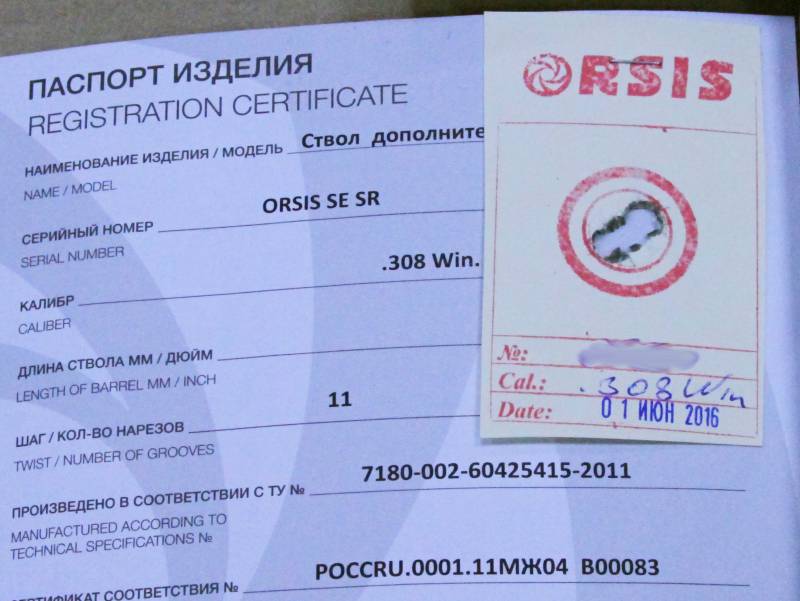 ПАСПОРТ ИЗДЕЛИЯ
REGISTRATION CERTIFICATE
НАИМЕНОВАНИЕ ИЗДЕЛИЯ / МОДЕЛЬ Ствол дополните
NAME / MODEL
ORSIS SE SR
СЕРИЙНЫЙ НОМЕР
SERIAL NUMBER
.308 Win.
КАЛИБР
CALIBER
ДЛИНА СТВОЛА ММ / ДЮЙМ
LENGTH OF BARREL MM / INCH
11
ШАГ / КОЛ-ВО НАРЕЗОВ
TWIST / NUMBER OF GROOVES
7180-002-60425415-2011
ПРОИЗВЕДЕНО В СООТВЕТСТВИИ С ТУ №
MANUFACTURED ACCORDING TO
TECHNICAL SPECIFICATIONS №
РОССRU.0001.11МЖ04 В00083
ЕРТИФИКАТ СООТВЕТСТВИЯ №
ORSIS
№:
Cal.: .308 Win
Date: 01 ИЮН 2016